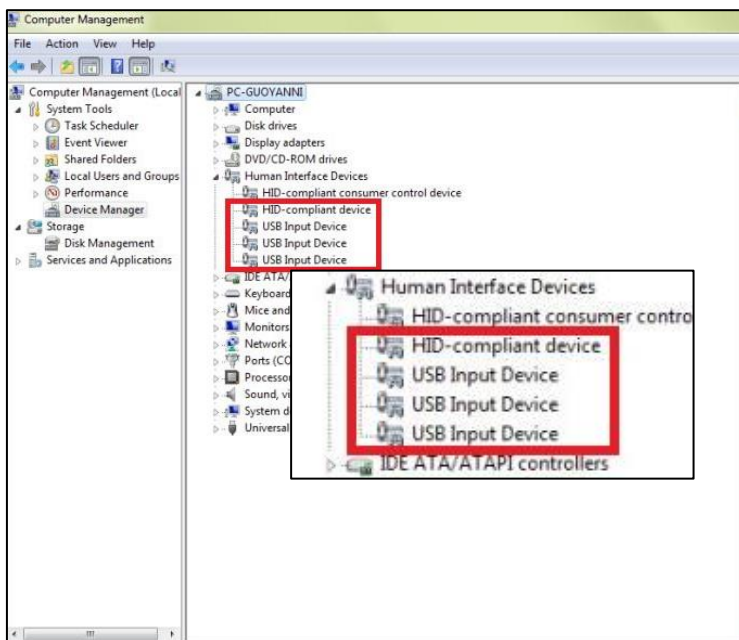 Computer Management
File Action View Help
Computer Management (Local
System Tools
Task Scheduler
Event Viewer
Shared Folders
Local Users and Groups
Performance
Device Manager
Storage
Disk Management
Services and Applications
PC-GUOYANNI
Computer
Disk drives
Display adapters
DVD/CD-ROM drives
Human Interface Devices
HID-compliant consumer control device
HID-compliant device
USB Input Device
USB Input Device
USB Input Device
IDE ATA/
Keyboard
Mice and
Monitors
Network
Ports (CO
Processo
Sound, vi
System d
Universal
Human Interface Devices
HID-compliant consumer contro
HID-compliant device
USB Input Device
USB Input Device
USB Input Device
IDE ATA/ATAPI controllers